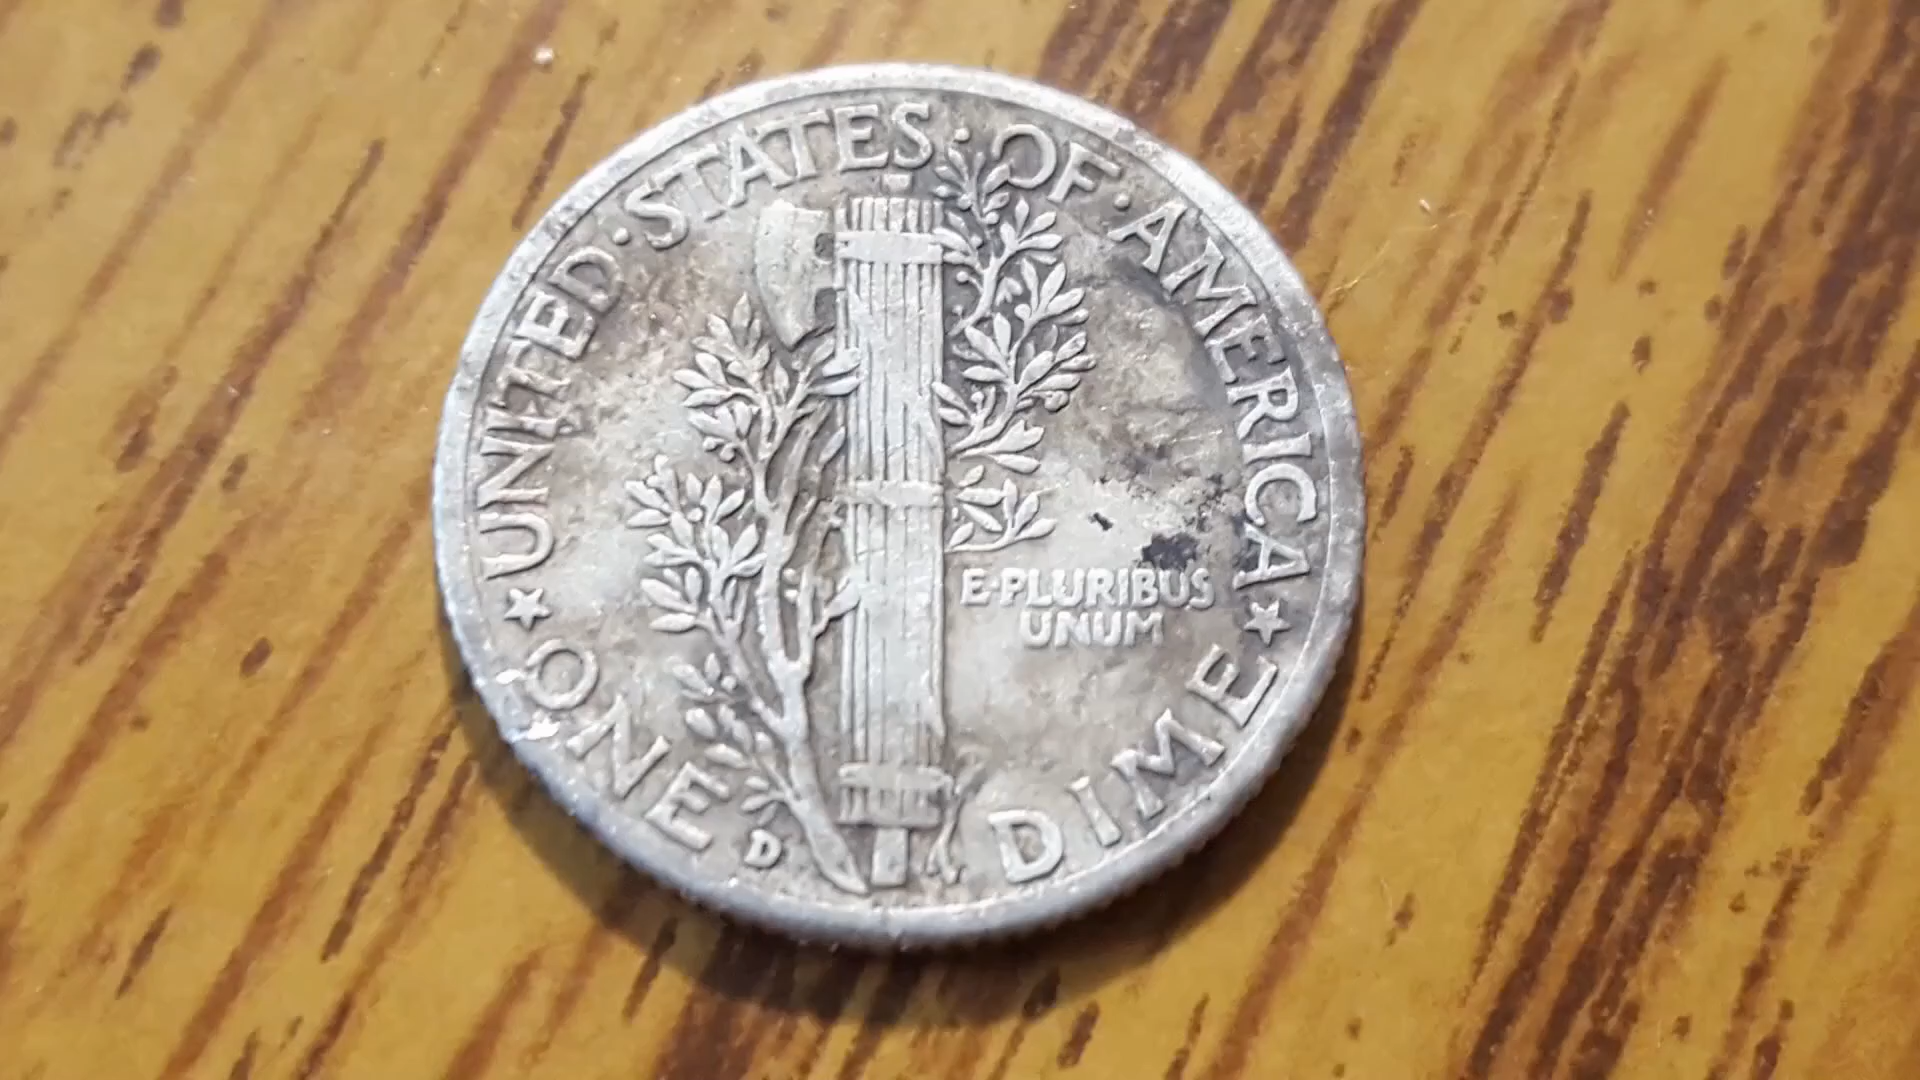 UNITED·STATES·OF·AMERICA
E·PLURIBUS
UNUM
ONE DIME
D